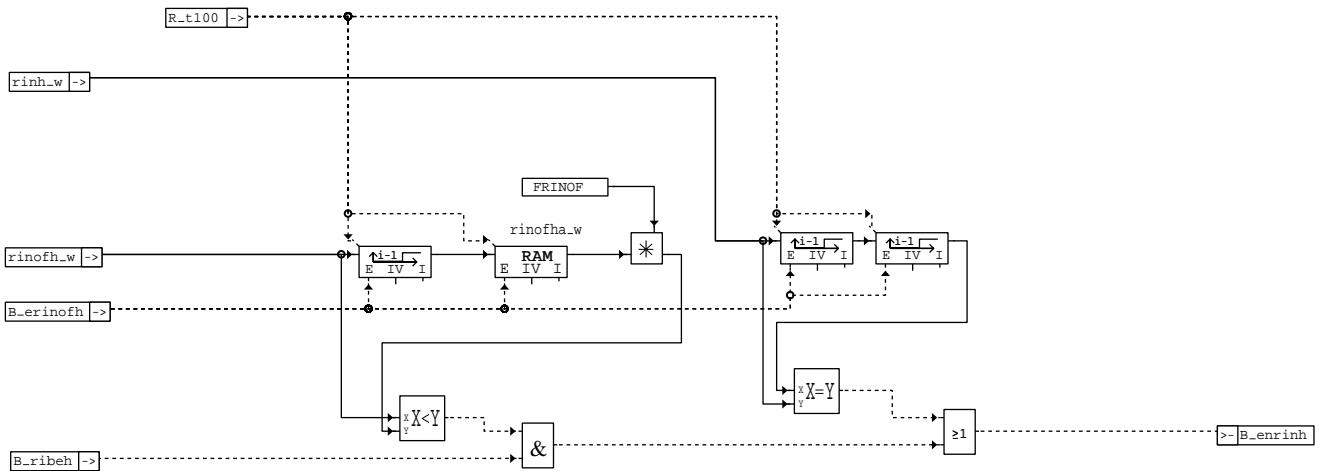 R_t100 ->
rinh_w ->
FRINOF
rinofha_w
rinofh_w ->
i-1
E IV I
RAM
E IV I
*
i-1
E IV I
i-1
E IV I
B_erinofh ->
X
Y
X<Y
X
Y
X=Y
&
≥1
>- B_enrinh
B_ribeh ->